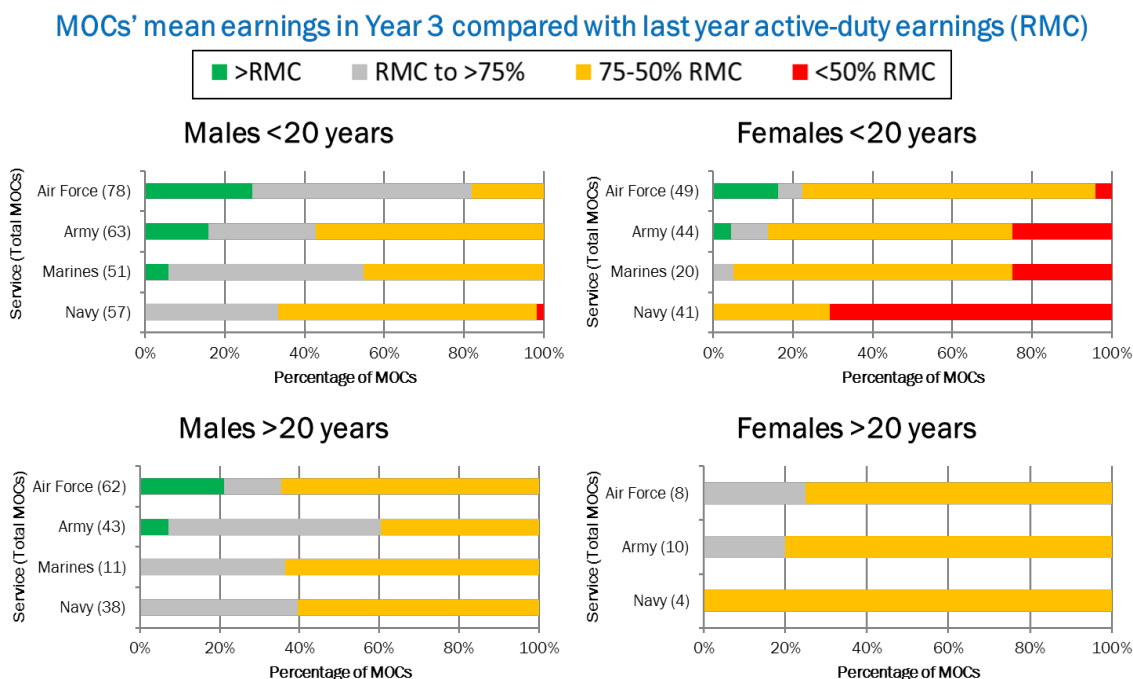 MOCs' mean earnings in Year 3 compared with last year active-duty earnings (RMC)
>RMC RMC to >75% 75-50% RMC <50% RMC
Males <20 years
Service (Total MOCs)
Air Force (78)
Army (63)
Marines (51)
Navy (57)
0% 20% 40% 60% 80% 100%
Percentage of MOCs
Females <20 years
Service (Total MOCs)
Air Force (49)
Army (44)
Marines (20)
Navy (41)
0% 20% 40% 60% 80% 100%
Percentage of MOCs
Males >20 years
Service (Total MOCs)
Air Force (62)
Army (43)
Marines (11)
Navy (38)
0% 20% 40% 60% 80% 100%
Percentage of MOCs
Females >20 years
Service (Total MOCs)
Air Force (8)
Army (10)
Navy (4)
0% 20% 40% 60% 80% 100%
Percentage of MOCs